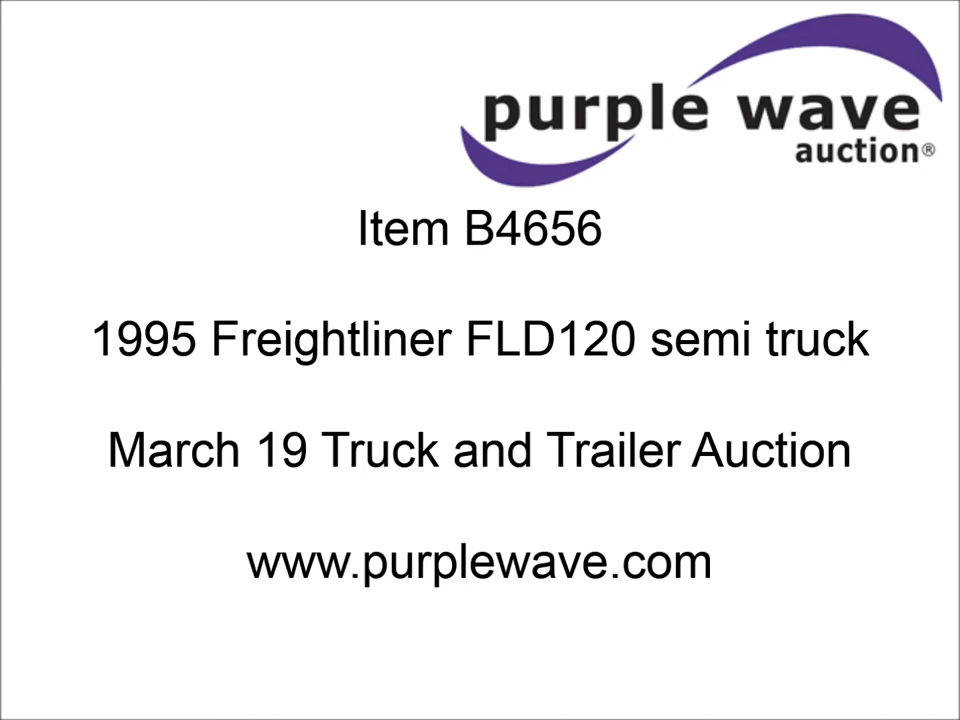 purple wave
auction®
Item B4656
1995 Freightliner FLD120 semi truck
March 19 Truck and Trailer Auction
www.purplewave.com